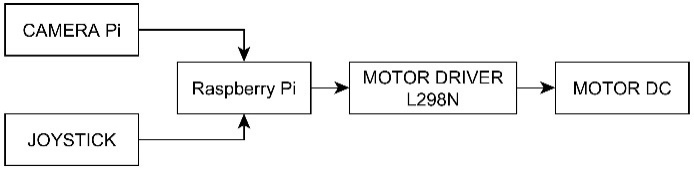 CAMERA Pi
Raspberry Pi
MOTOR DRIVER
L298N
MOTOR DC
JOYSTICK